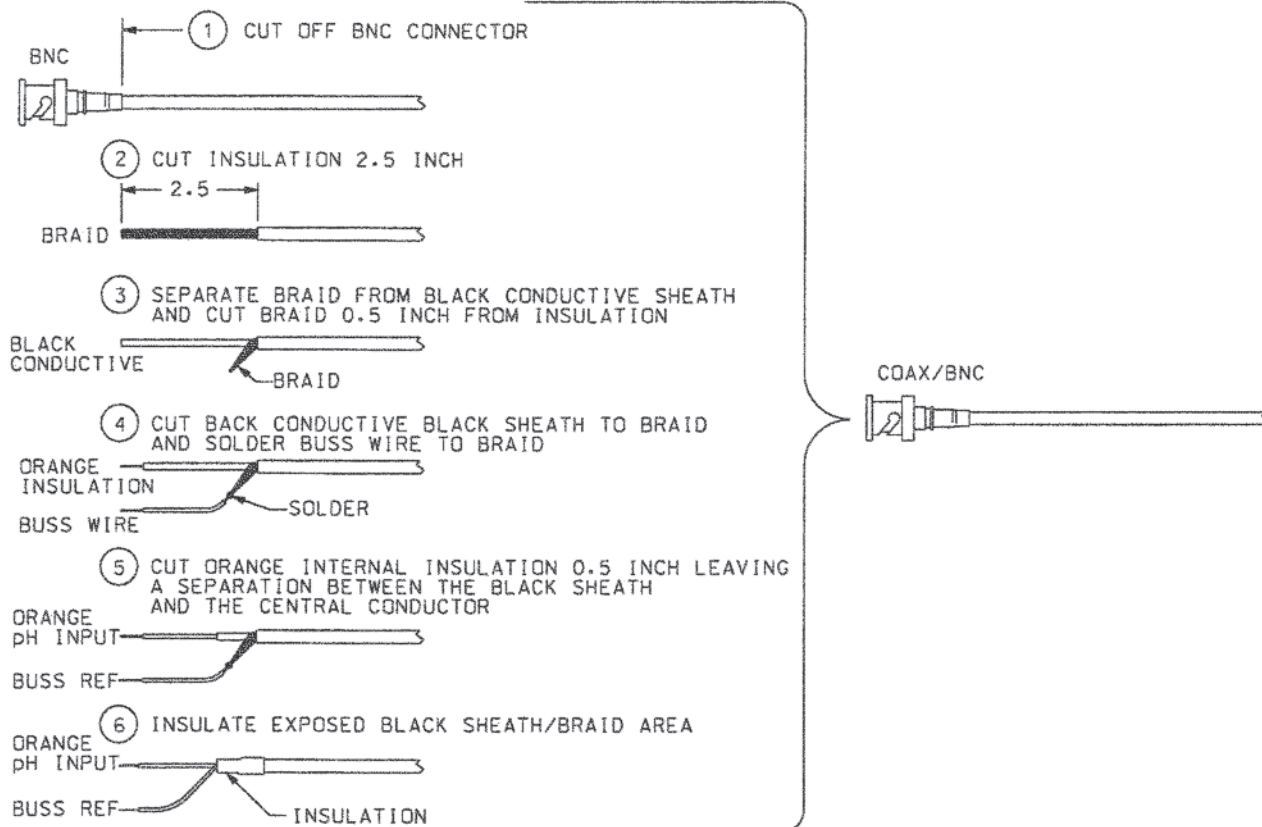 1 CUT OFF BNC CONNECTOR
BNC
2 CUT INSULATION 2.5 INCH
2.5
BRAID
3 SEPARATE BRAID FROM BLACK CONDUCTIVE SHEATH
AND CUT BRAID 0.5 INCH FROM INSULATION
BLACK
CONDUCTIVE
BRAID
4 CUT BACK CONDUCTIVE BLACK SHEATH TO BRAID
AND SOLDER BUSS WIRE TO BRAID
ORANGE
INSULATION
SOLDER
BUSS WIRE
5 CUT ORANGE INTERNAL INSULATION 0.5 INCH LEAVING
A SEPARATION BETWEEN THE BLACK SHEATH
AND THE CENTRAL CONDUCTOR
ORANGE
pH INPUT
BUSS REF
6 INSULATE EXPOSED BLACK SHEATH/BRAID AREA
ORANGE
pH INPUT
BUSS REF
INSULATION
COAX/BNC